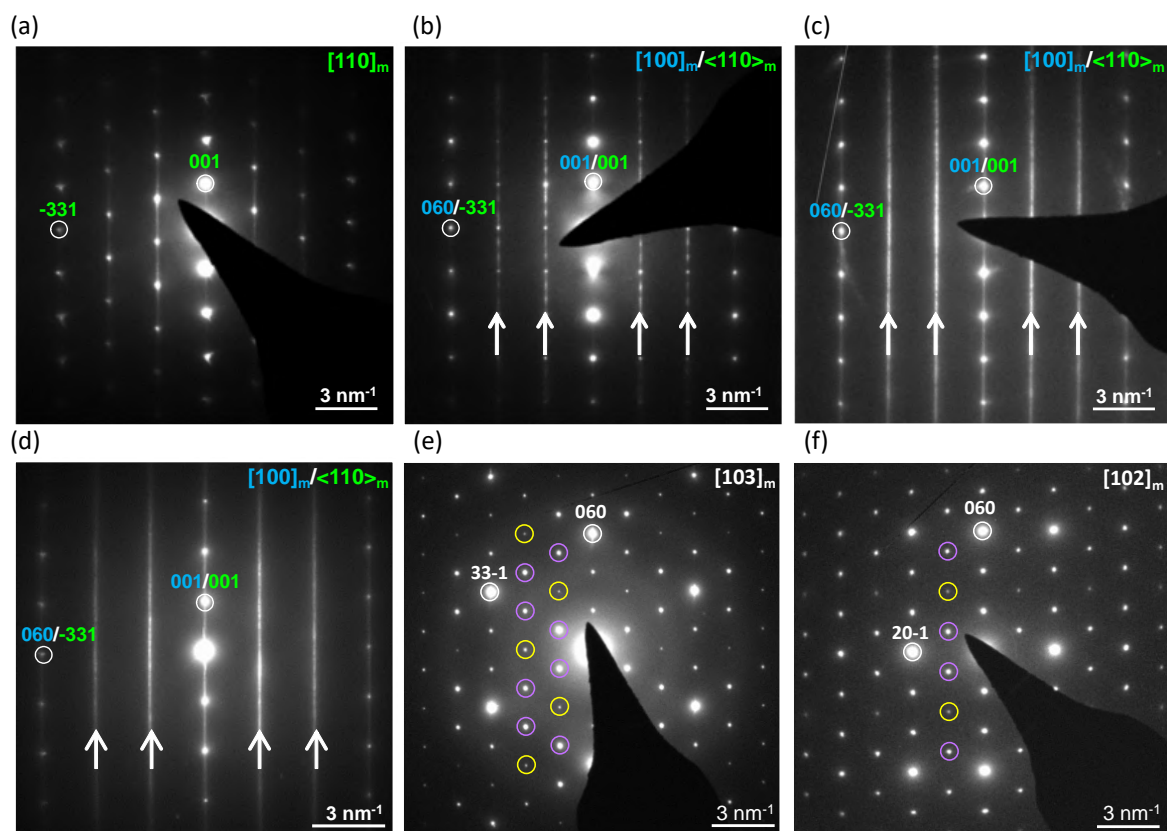 (a)
[110]m
001
-331
3 nm-1
(b)
[100]m/<110>m
001/001
060/-331
3 nm-1
(c)
[100]m/<110>m
001/001
060/-331
3 nm-1
(d)
[100]m/<110>m
001/001
060/-331
3 nm-1
(e)
[103]m
060
33-1
3 nm-1
(f)
[102]m
060
20-1
3 nm-1